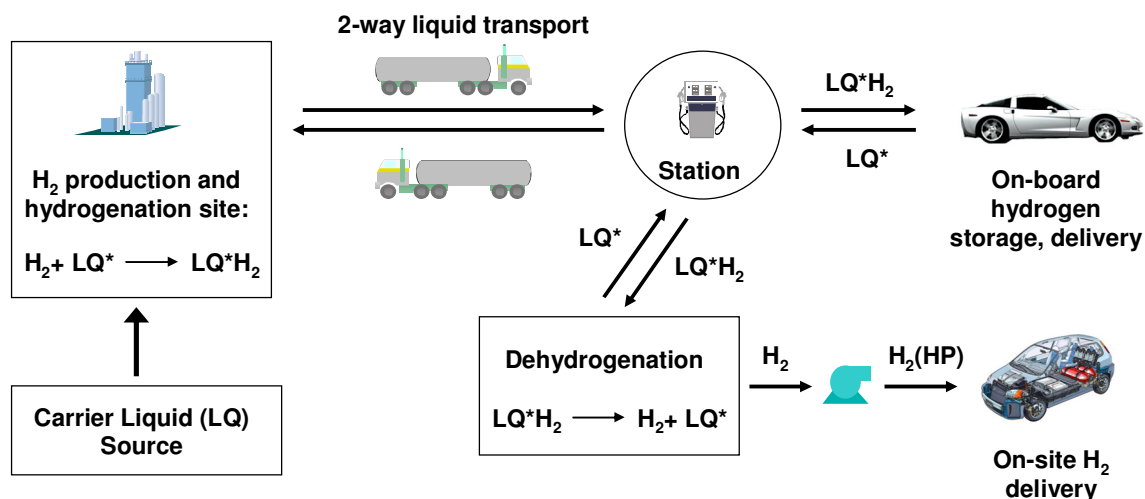 2-way liquid transport
H₂ production and
hydrogenation site:
H₂+ LQ* ⟶ LQ*H₂
Carrier Liquid (LQ)
Source
Station
LQ*H₂
LQ*
On-board
hydrogen
storage, delivery
LQ*
LQ*H₂
Dehydrogenation
LQ*H₂ ⟶ H₂+ LQ*
H₂
H₂(HP)
On-site H₂
delivery